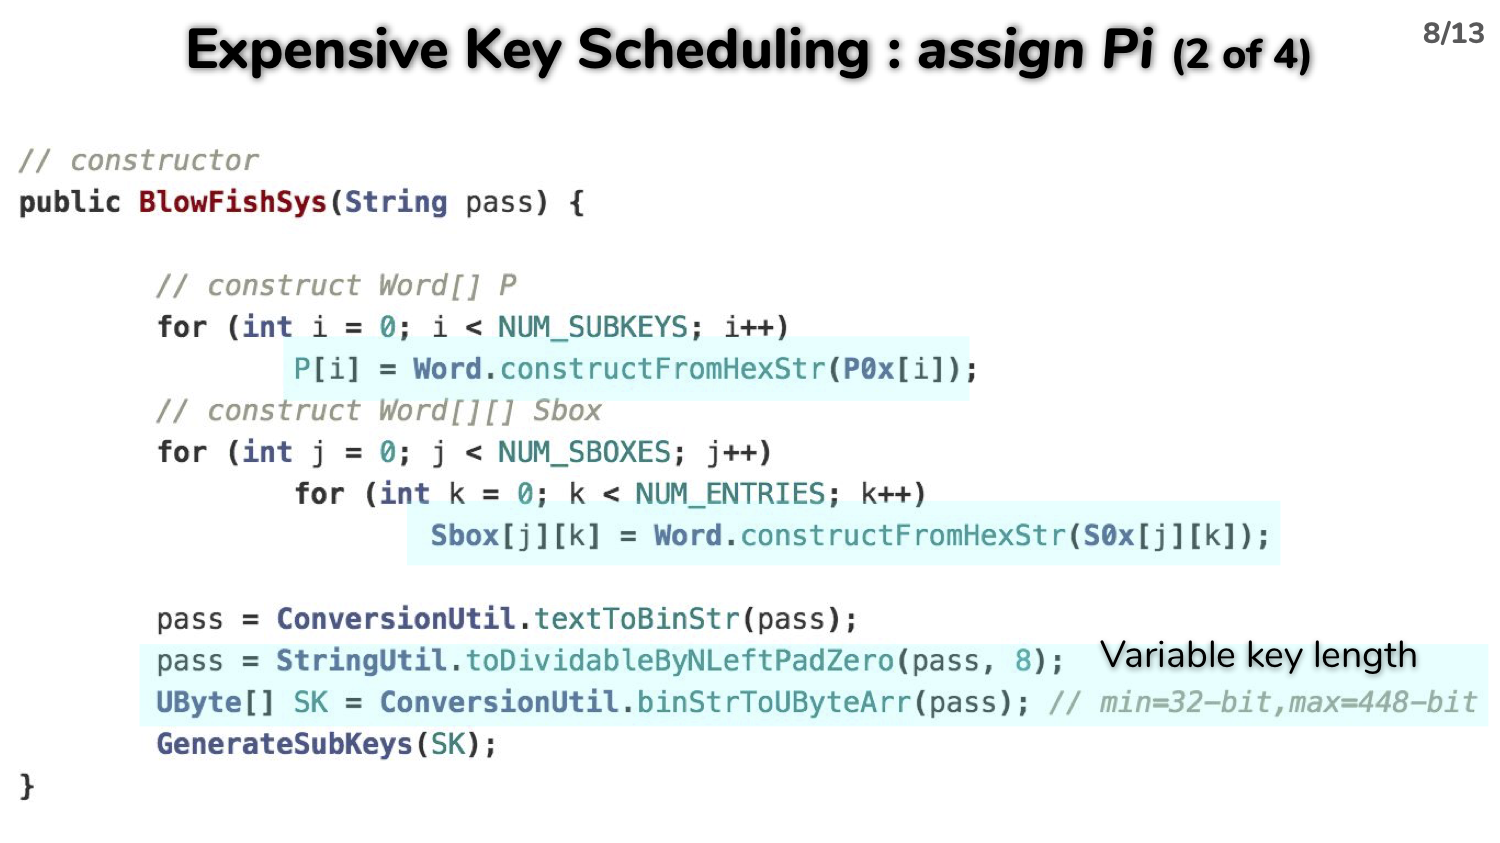 Expensive Key Scheduling : assign Pi (2 of 4)
8/13
// constructor
public BlowFishSys(String pass) {
// construct Word[] P
for (int i = 0; i < NUM_SUBKEYS; i++)
P[i] = Word.constructFromHexStr(P0x[i]);
// construct Word[][] Sbox
for (int j = 0; j < NUM_SBOXES; j++)
for (int k = 0; k < NUM_ENTRIES; k++)
Sbox[j][k] = Word.constructFromHexStr(S0x[j][k]);
pass = ConversionUtil.textToBinStr(pass);
pass = StringUtil.toDividableByNLeftPadZero(pass, 8); Variable key length
UByte[] SK = ConversionUtil.binStrToUByteArr(pass); // min=32-bit,max=448-bit
GenerateSubKeys(SK);
}